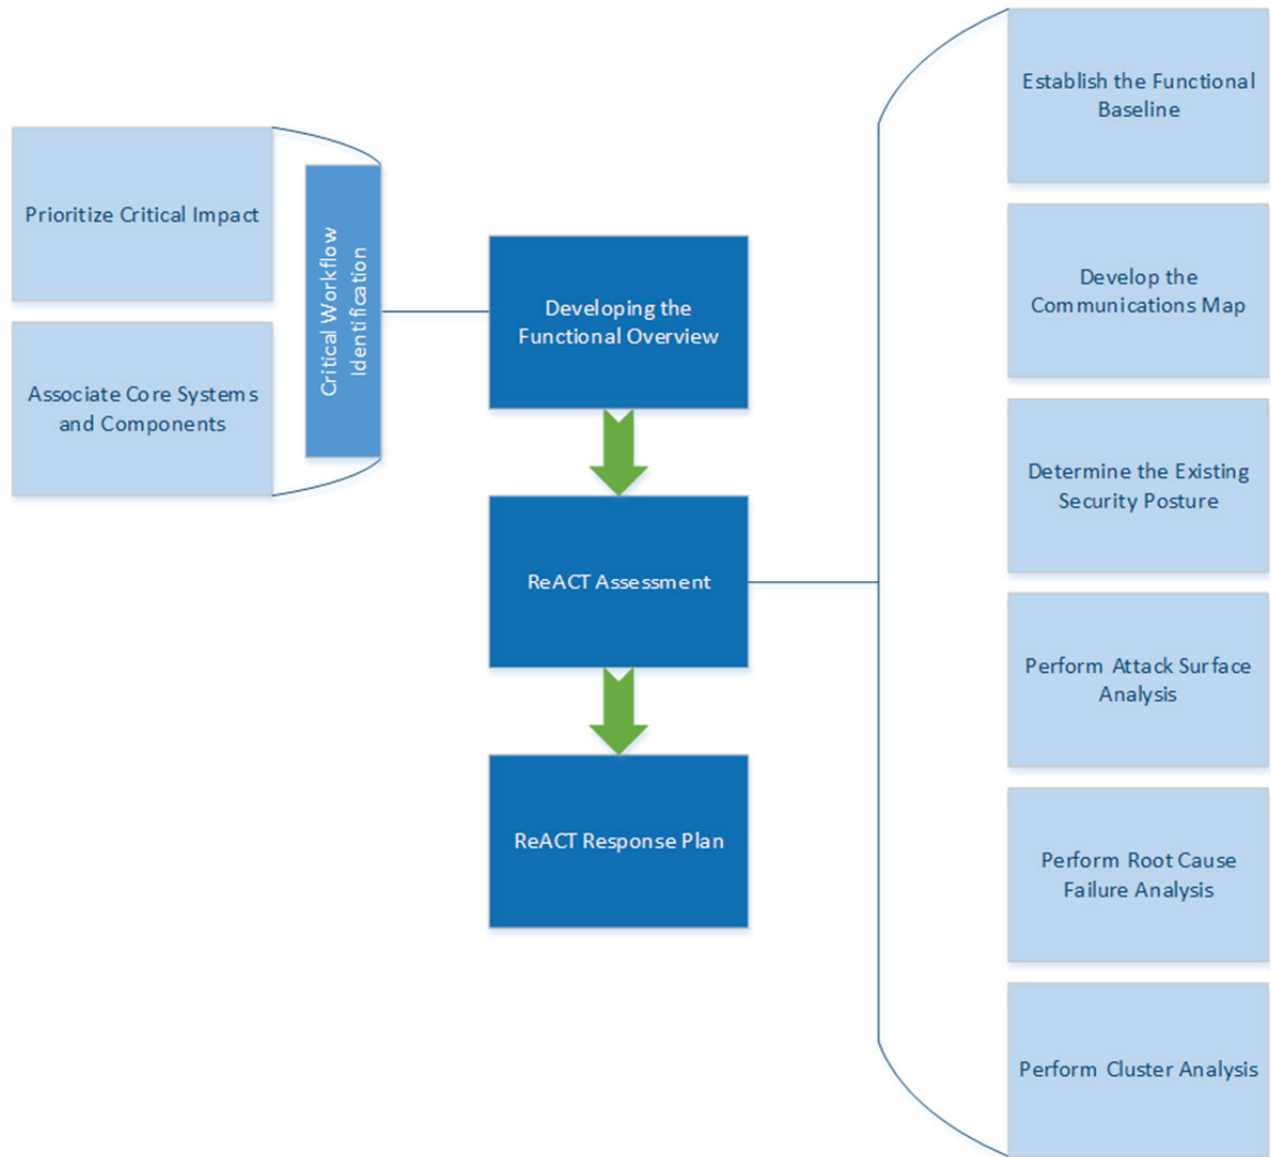 Prioritize Critical Impact
Associate Core Systems
and Components
Critical Workflow
Identification
Developing the
Functional Overview
ReACT Assessment
ReACT Response Plan
Establish the Functional
Baseline
Develop the
Communications Map
Determine the Existing
Security Posture
Perform Attack Surface
Analysis
Perform Root Cause
Failure Analysis
Perform Cluster Analysis